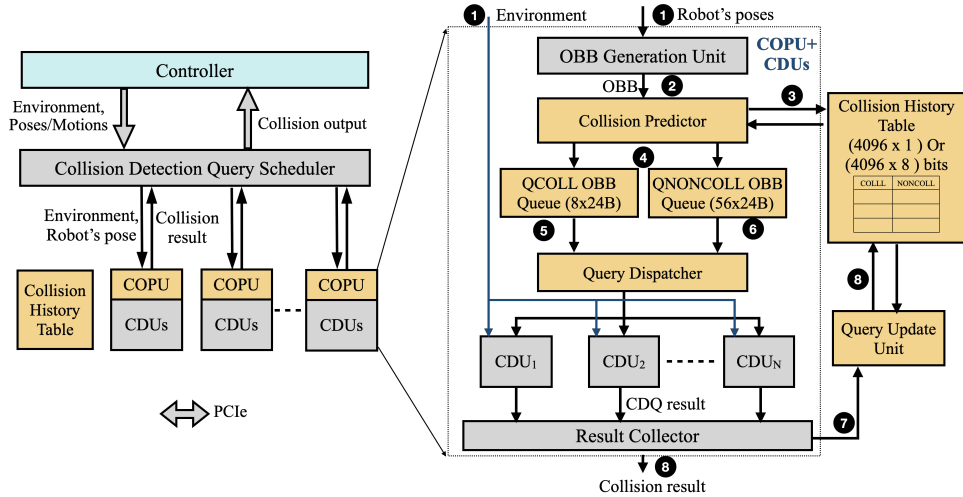 Controller
Environment,
Poses/Motions
Collision output
Collision Detection Query Scheduler
Environment,
Robot's pose
Collision
result
Collision
History
Table
COPU
CDUs
COPU
CDUs
COPU
CDUs
PCIe
1 Environment
1 Robot's poses
COPU+
CDUs
OBB Generation Unit
OBB
2
Collision Predictor
3
4
QCOLL OBB
Queue (8x24B)
QNONCOLL OBB
Queue (56x24B)
5
6
Query Dispatcher
CDU1
CDU2
CDUN
CDQ result
Result Collector
8
Collision result
7
Collision History
Table
(4096 x 1 ) Or
(4096 x 8 ) bits
COLLL NONCOLL
8
Query Update
Unit